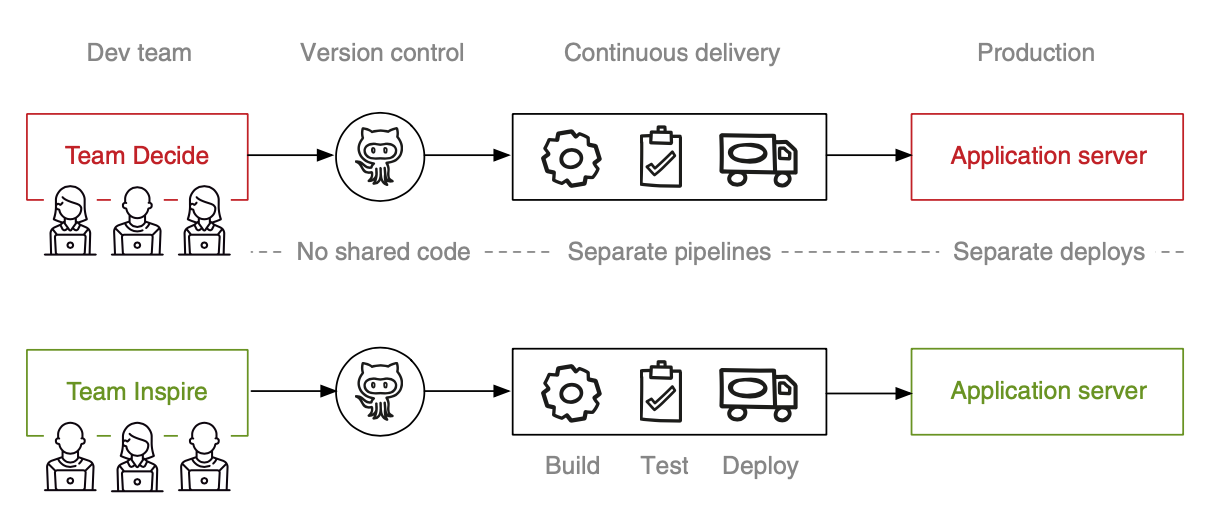 Dev team
Version control
Continuous delivery
Production
Team Decide
Application server
No shared code
Separate pipelines
Separate deploys
Team Inspire
Application server
Build
Test
Deploy